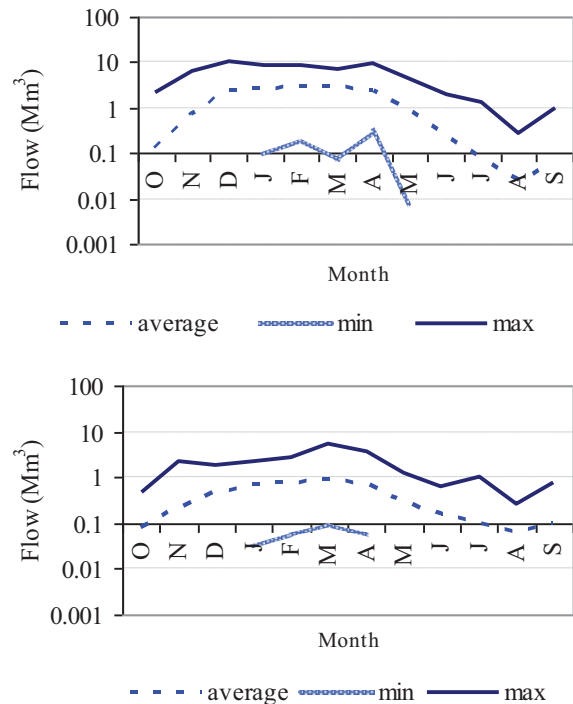 100
10
1
0.1
0.01
0.001
Flow (Mm³)
O N D J F M A M J J A S
Month
average min max
100
10
1
0.1
0.01
0.001
Flow (Mm³)
O N D J F M A M J J A S
Month
average min max